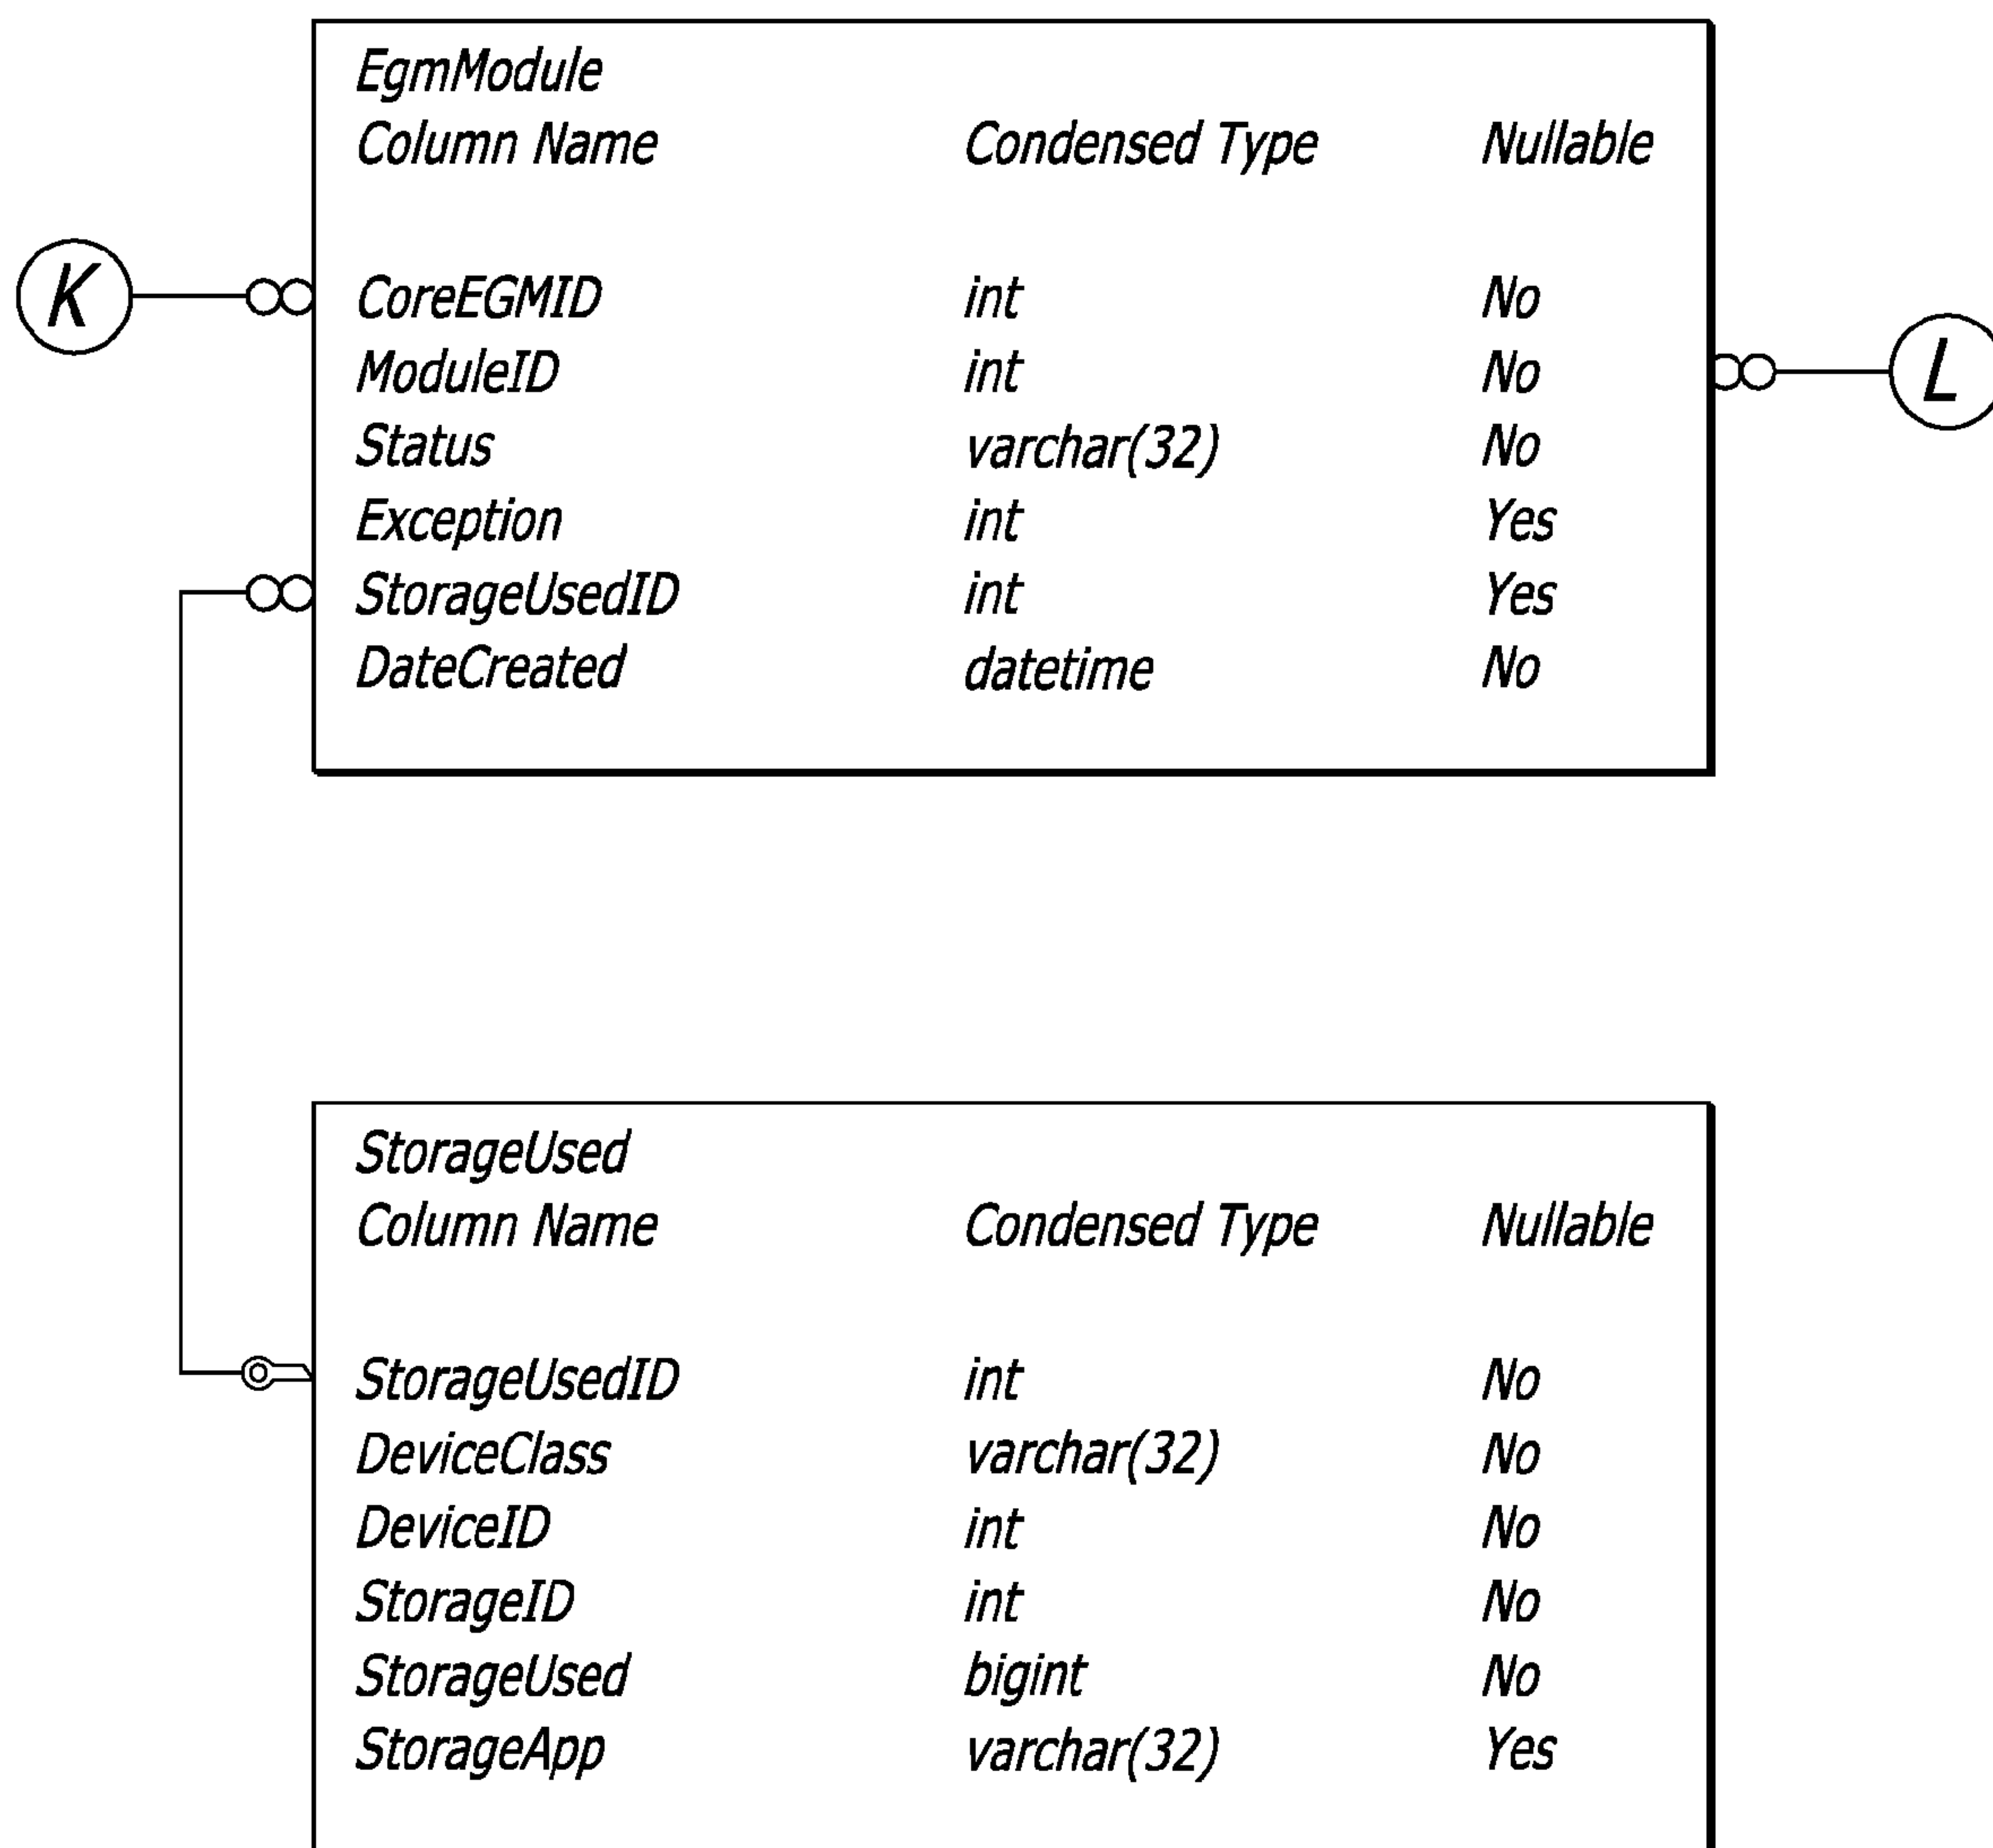 EgmModule
Column Name Condensed Type Nullable
K CoreEGMID int No
ModuleID int No L
Status varchar(32) No
Exception int Yes
StorageUsedID int Yes
DateCreated datetime No
StorageUsed
Column Name Condensed Type Nullable
StorageUsedID int No
DeviceClass varchar(32) No
DeviceID int No
StorageID int No
StorageUsed bigint No
StorageApp varchar(32) Yes